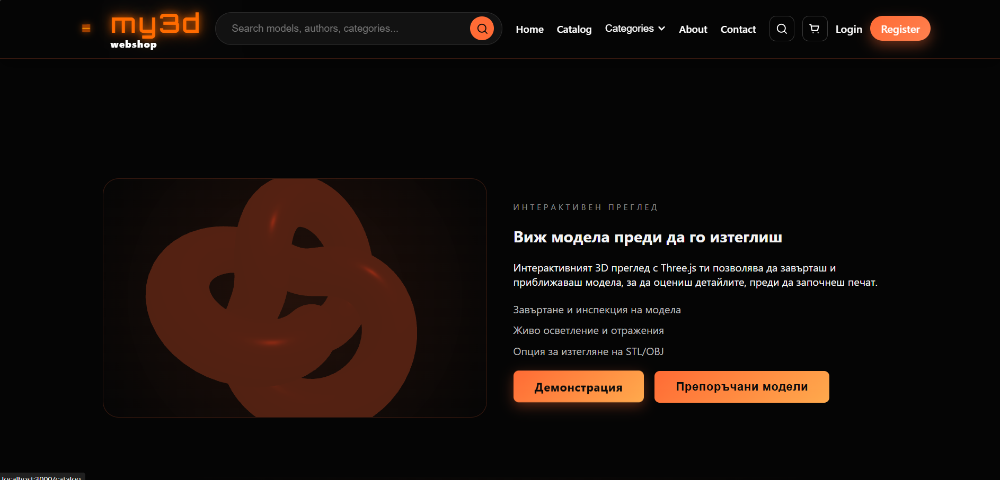 my3d
webshop
Search models, authors, categories...
Home
Catalog
Categories
About
Contact
Login
Register
ИНТЕРАКТИВЕН ПРЕГЛЕД
Виж модела преди да го изтеглиш
Интерактивният 3D преглед с Three.js ти позволява да завърташ и
приближаваш модела, за да оцениш детайлите, преди да започнеш печат.
Завъртане и инспекция на модела
Живо осветление и отражения
Опция за изтегляне на STL/OBJ
Демонстрация
Препоръчани модели
localhost:3000/catalog